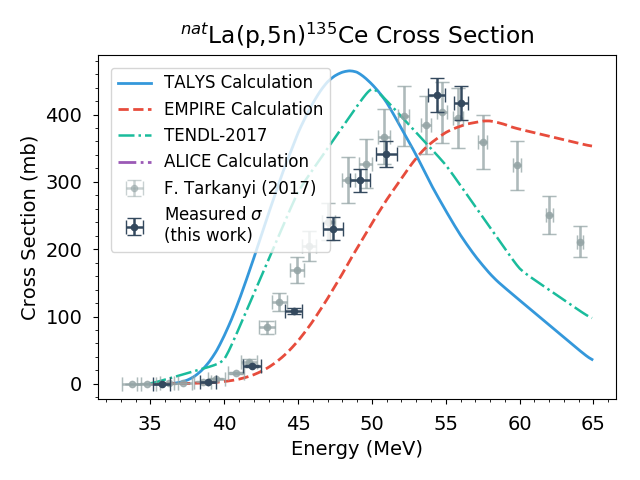 natLa(p,5n)135Ce Cross Section
TALYS Calculation
EMPIRE Calculation
TENDL-2017
ALICE Calculation
F. Tarkanyi (2017)
Measured σ
(this work)
Cross Section (mb)
400
300
200
100
0
35 40 45 50 55 60 65
Energy (MeV)